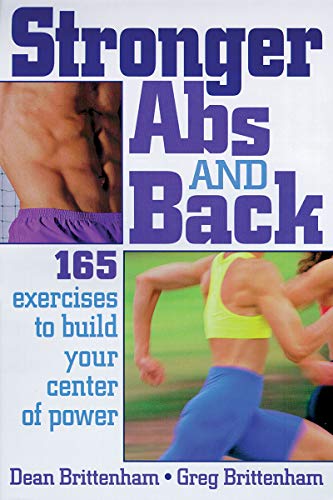 Stronger
Abs
AND
Back
165
exercises
to build
your
center
of power
Dean Brittenham • Greg Brittenham